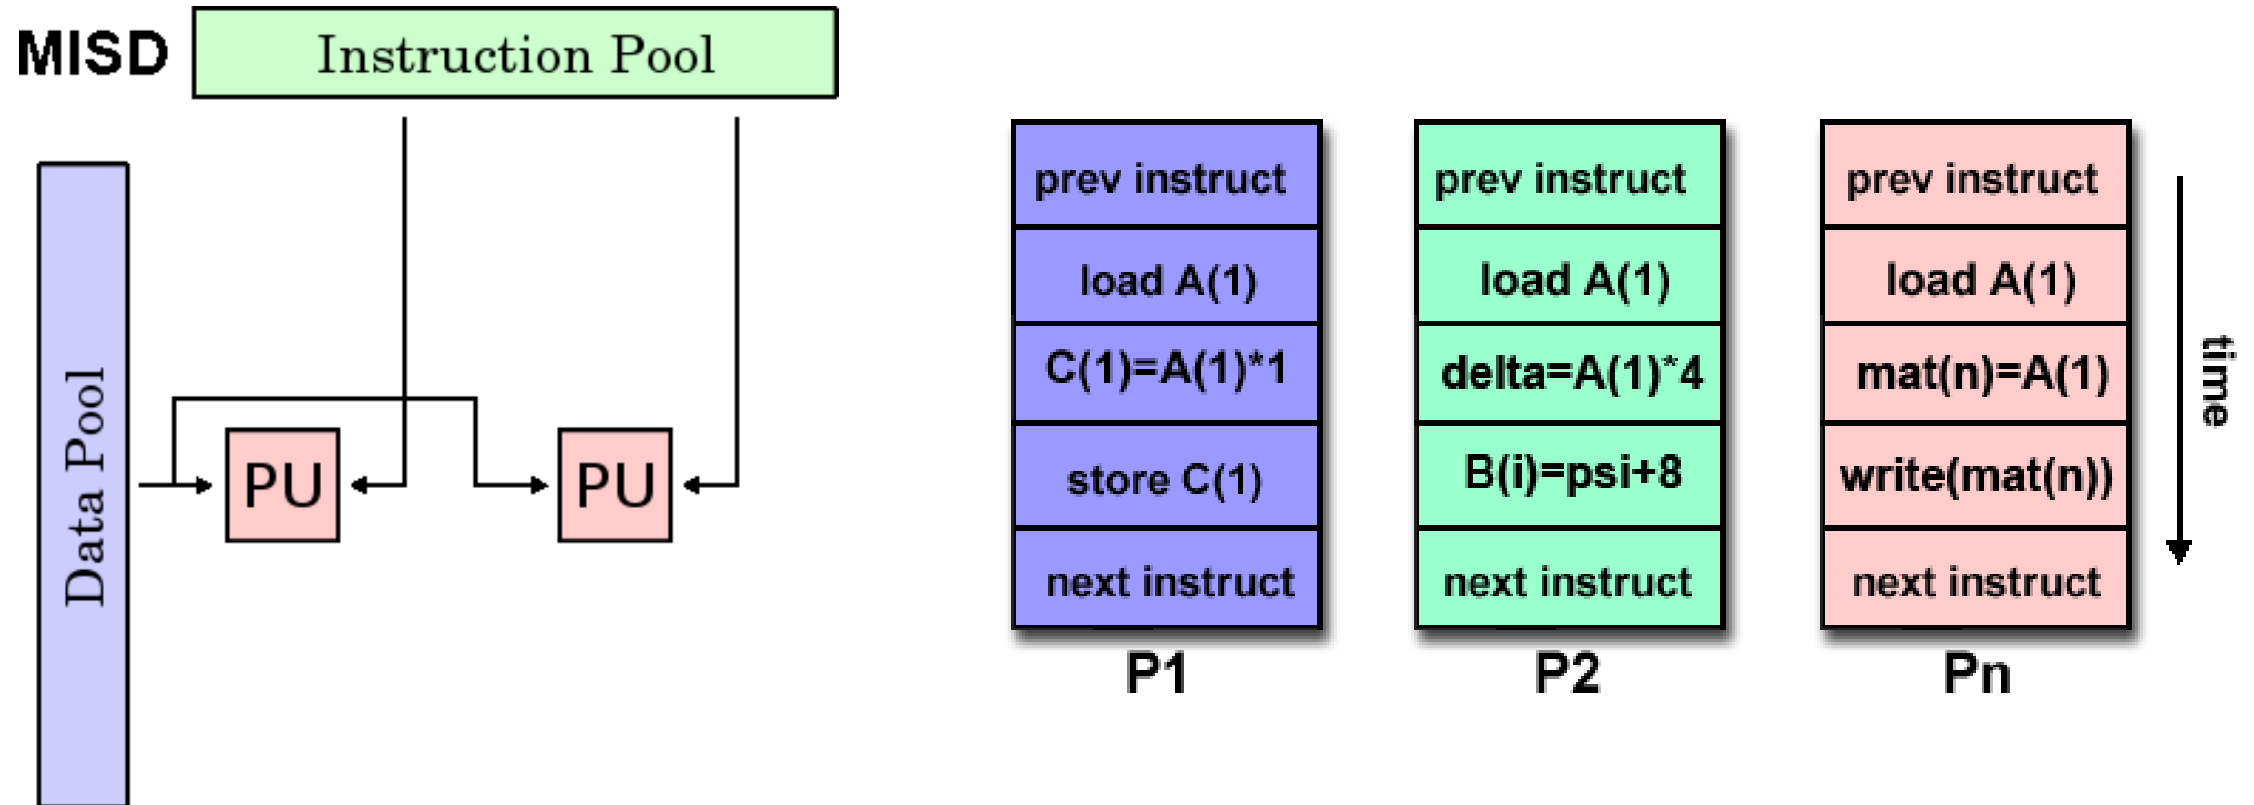 MISD
Instruction Pool
Data Pool
PU
PU
prev instruct
load A(1)
C(1)=A(1)*1
store C(1)
next instruct
P1
prev instruct
load A(1)
delta=A(1)*4
B(i)=psi+8
next instruct
P2
prev instruct
load A(1)
mat(n)=A(1)
write(mat(n))
next instruct
Pn
time